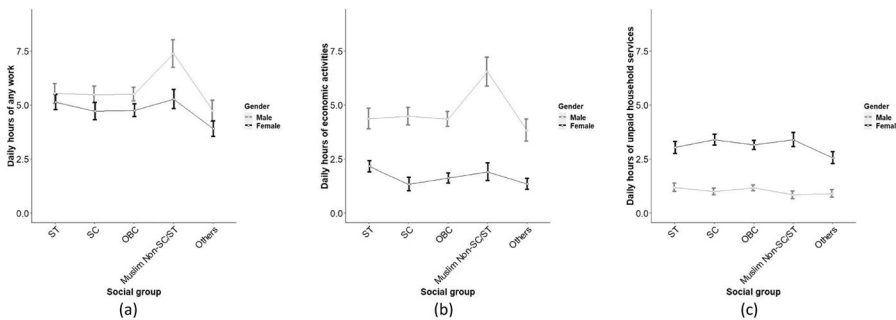 Daily hours of any work
7.5
5.0
2.5
0.0
ST
SC
OBC
Muslim Non-SC/ST
Others
Social group
Gender
Male
Female
(a)
Daily hours of economic activities
7.5
5.0
2.5
0.0
ST
SC
OBC
Muslim Non-SC/ST
Others
Social group
Gender
Male
Female
(b)
Daily hours of unpaid household services
7.5
5.0
2.5
0.0
ST
SC
OBC
Muslim Non-SC/ST
Others
Social group
Gender
Male
Female
(c)